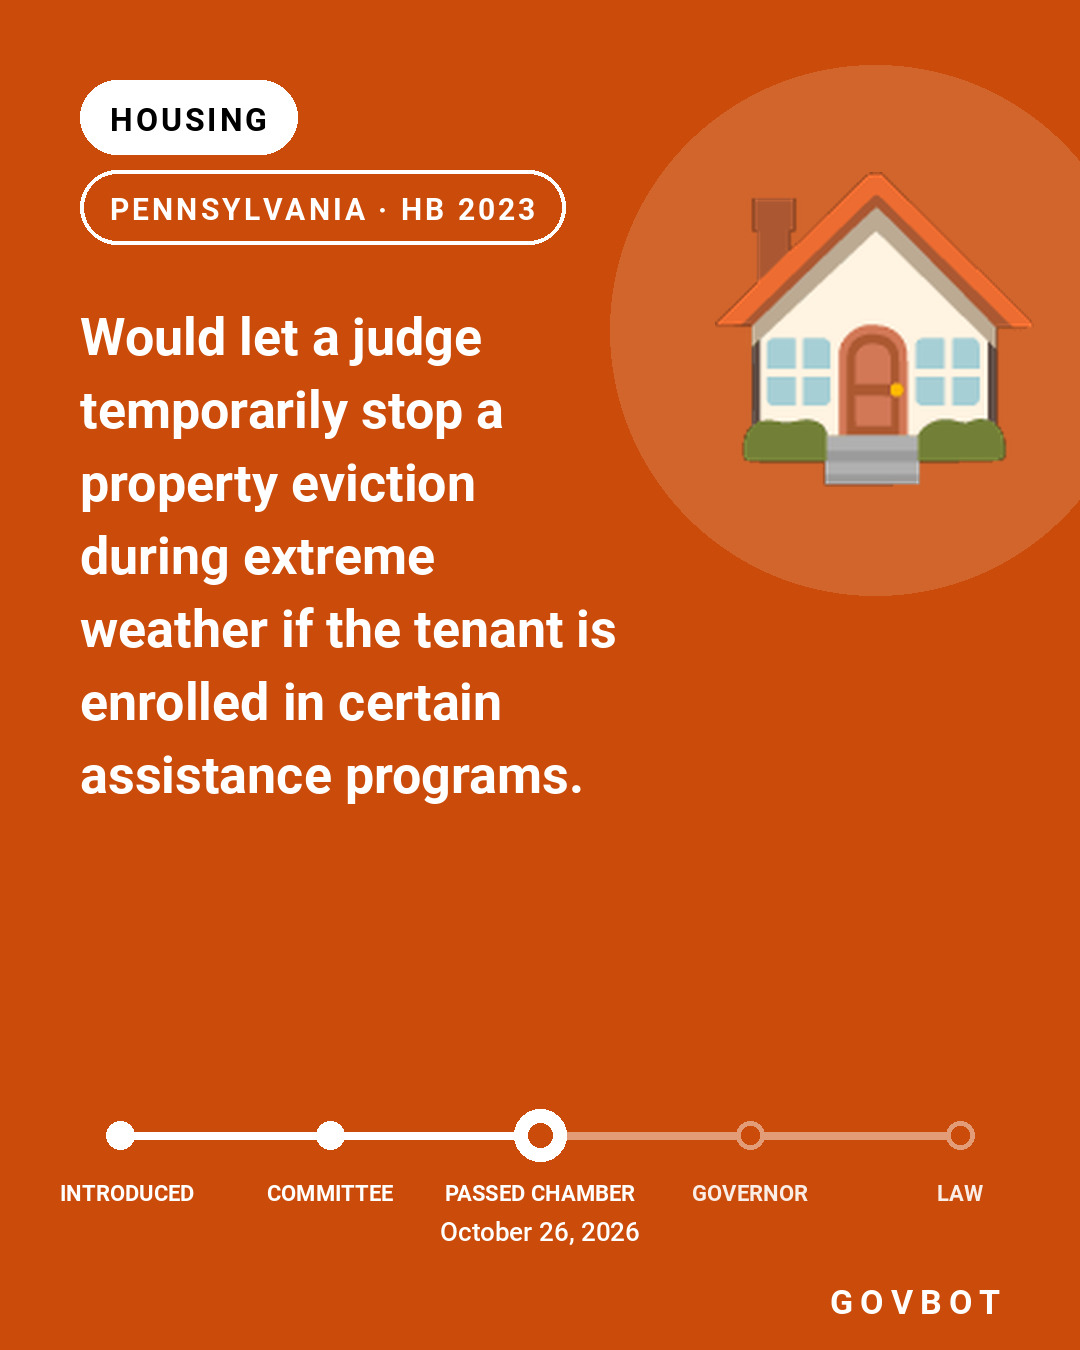 HOUSING
PENNSYLVANIA · HB 2023
Would let a judge
temporarily stop a
property eviction
during extreme
weather if the tenant is
enrolled in certain
assistance programs.
INTRODUCED COMMITTEE PASSED CHAMBER GOVERNOR LAW
October 26, 2026
GOVBOT